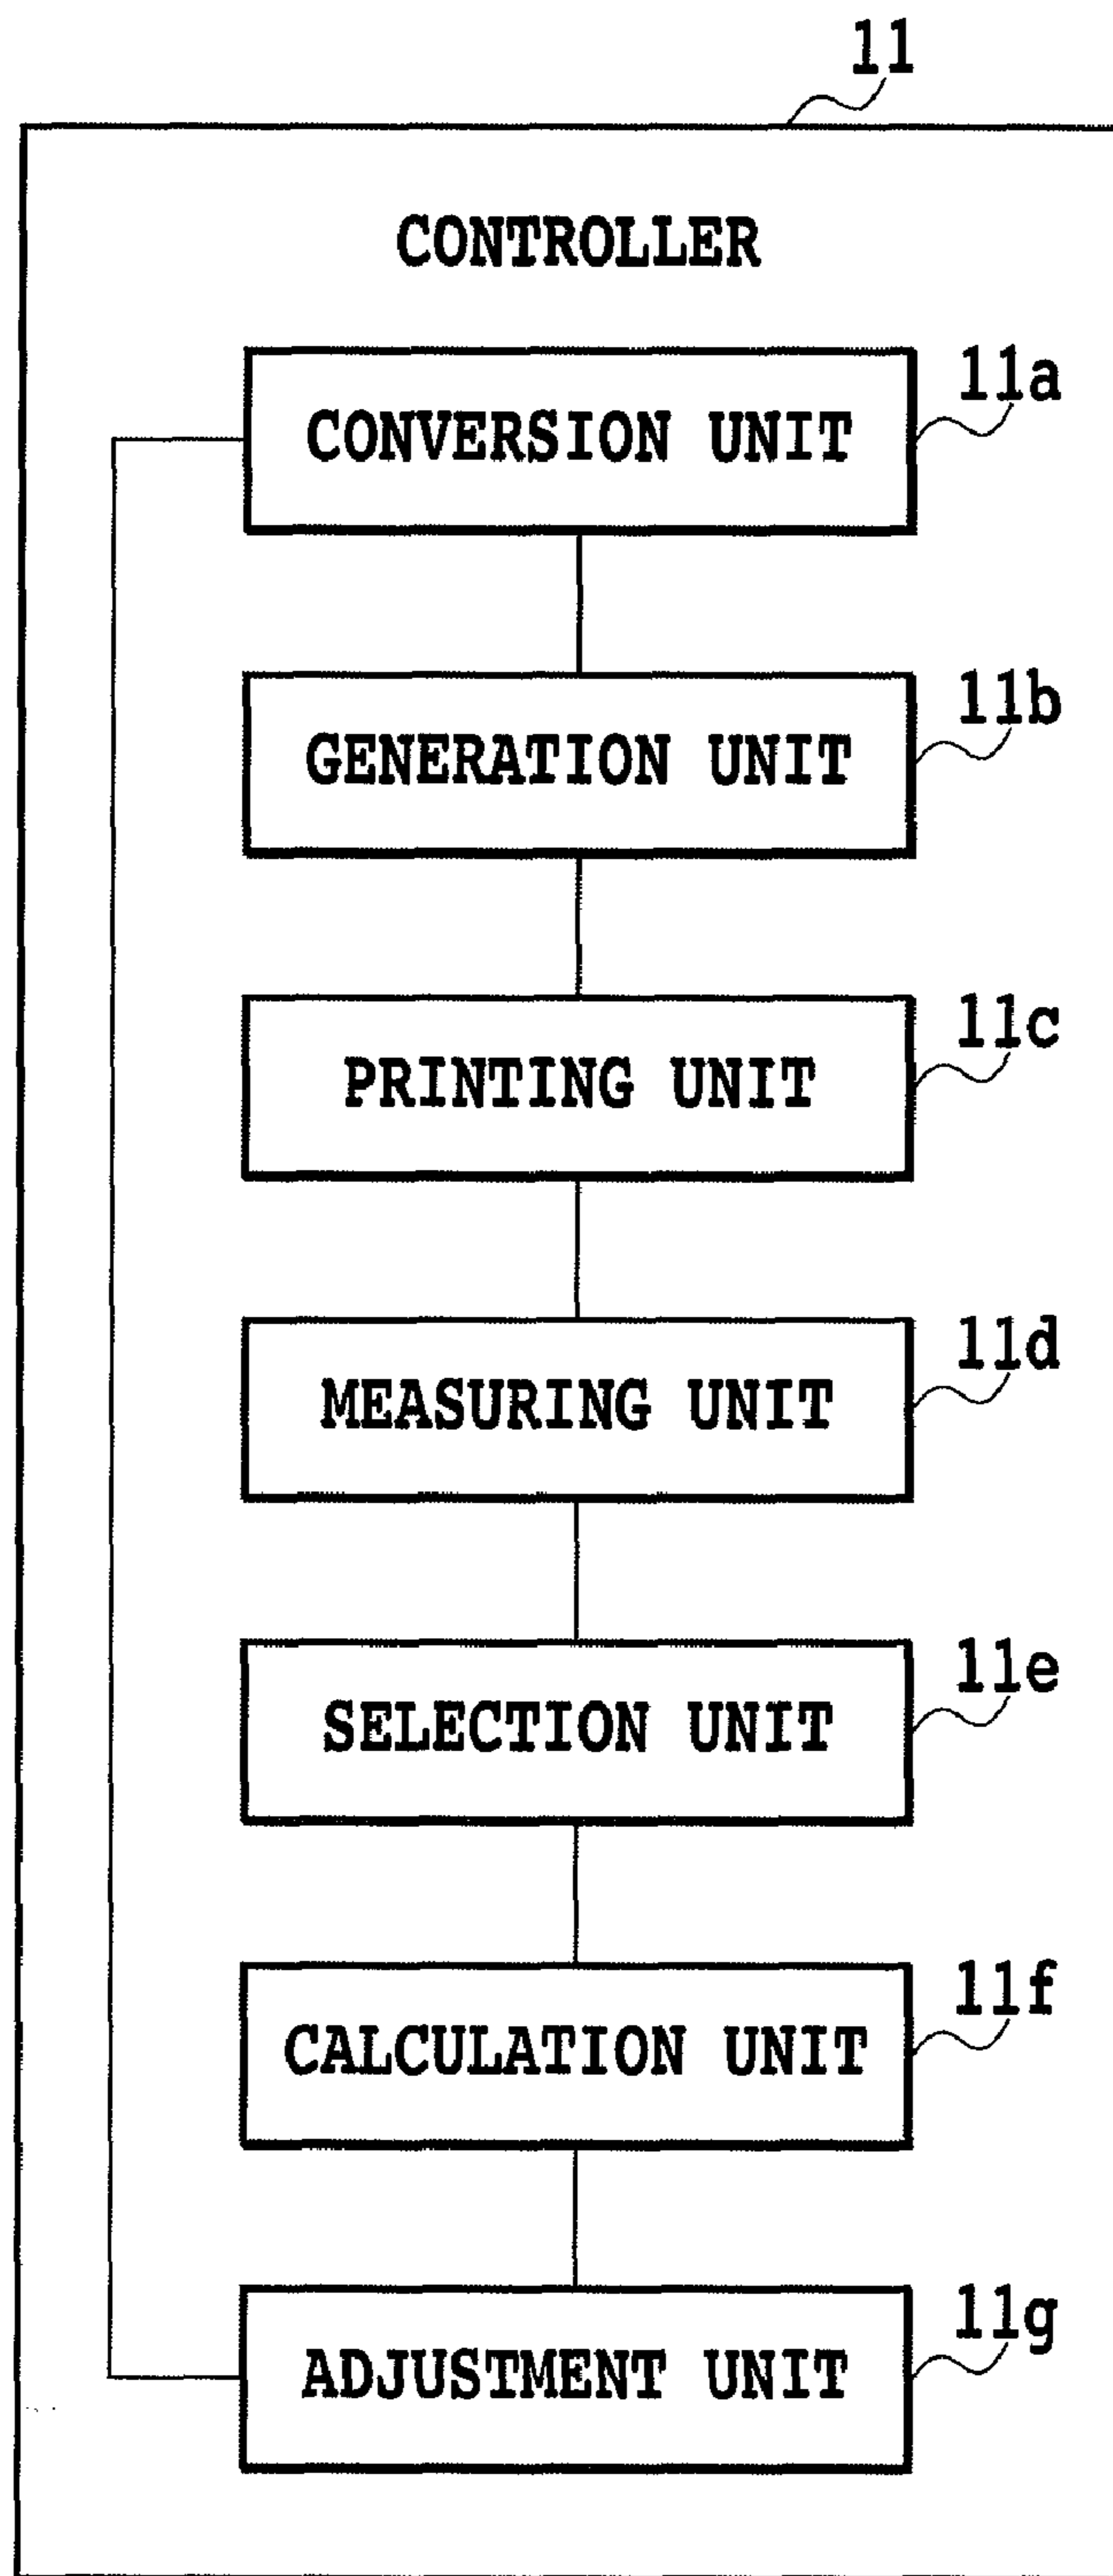 11
CONTROLLER
11a
CONVERSION UNIT
11b
GENERATION UNIT
11c
PRINTING UNIT
11d
MEASURING UNIT
11e
SELECTION UNIT
11f
CALCULATION UNIT
11g
ADJUSTMENT UNIT